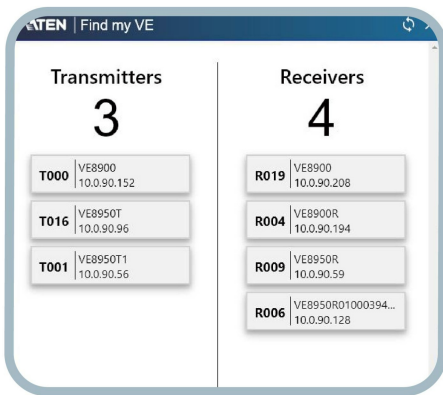 ATEN | Find my VE
Transmitters
3
T000 VE8900
10.0.90.152
T016 VE8950T
10.0.90.96
T001 VE8950T1
10.0.90.56
Receivers
4
R019 VE8900
10.0.90.208
R004 VE8900R
10.0.90.194
R009 VE8950R
10.0.90.59
R006 VE8950R01000394...
10.0.90.128